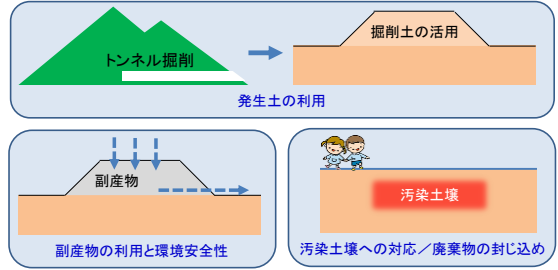 トンネル掘削
掘削土の活用
発生土の利用
副産物
副産物の利用と環境安全性
汚染土壌
汚染土壌への対応／廃棄物の封じ込め